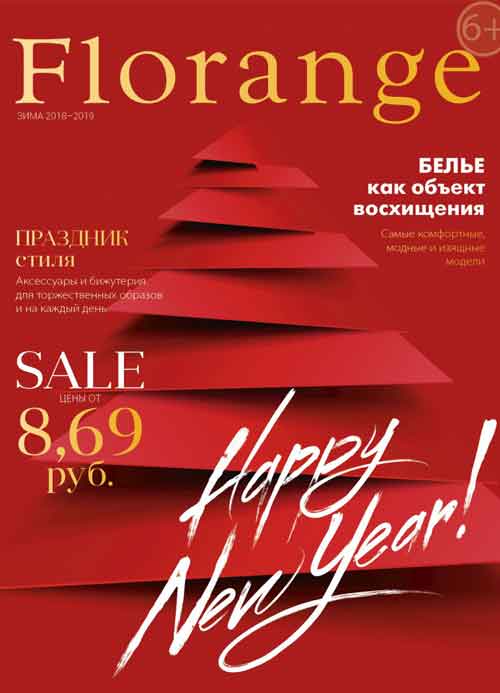 6+
Florange
ЗИМА 2018–2019
БЕЛЬЕ
как объект
восхищения
Самые комфортные,
модные и изящные
модели
ПРАЗДНИК
стиля
Аксессуары и бижутерия
для торжественных образов
и на каждый день
SALE
ЦЕНЫ ОТ
8,69
руб.
Happy
New Year!